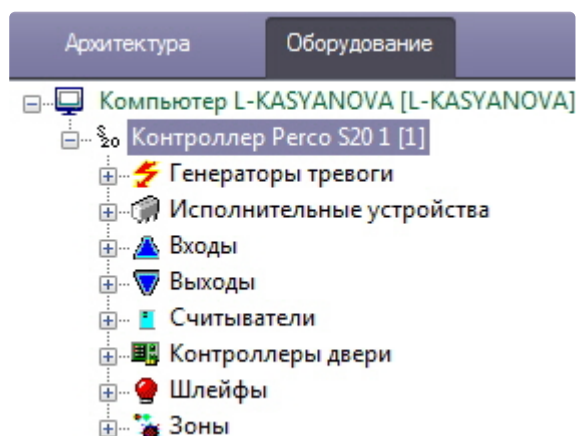 Архитектура Оборудование
Компьютер L-KASYANOVA [L-KASYANOVA]
S20 Контроллер Perco S20 1 [1]
Генераторы тревоги
Исполнительные устройства
Входы
Выходы
Считыватели
Контроллеры двери
Шлейфы
Зоны